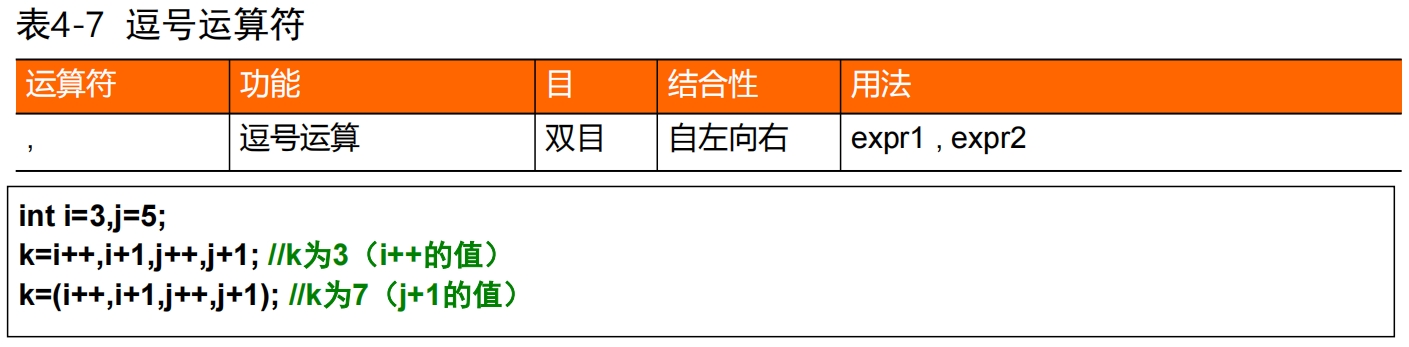 表4-7 逗号运算符
运算符 功能 目 结合性 用法
, 逗号运算 双目 自左向右 expr1 , expr2
int i=3,j=5;
k=i++,i+1,j++,j+1; //k为3（i++的值）
k=(i++,i+1,j++,j+1); //k为7（j+1的值）